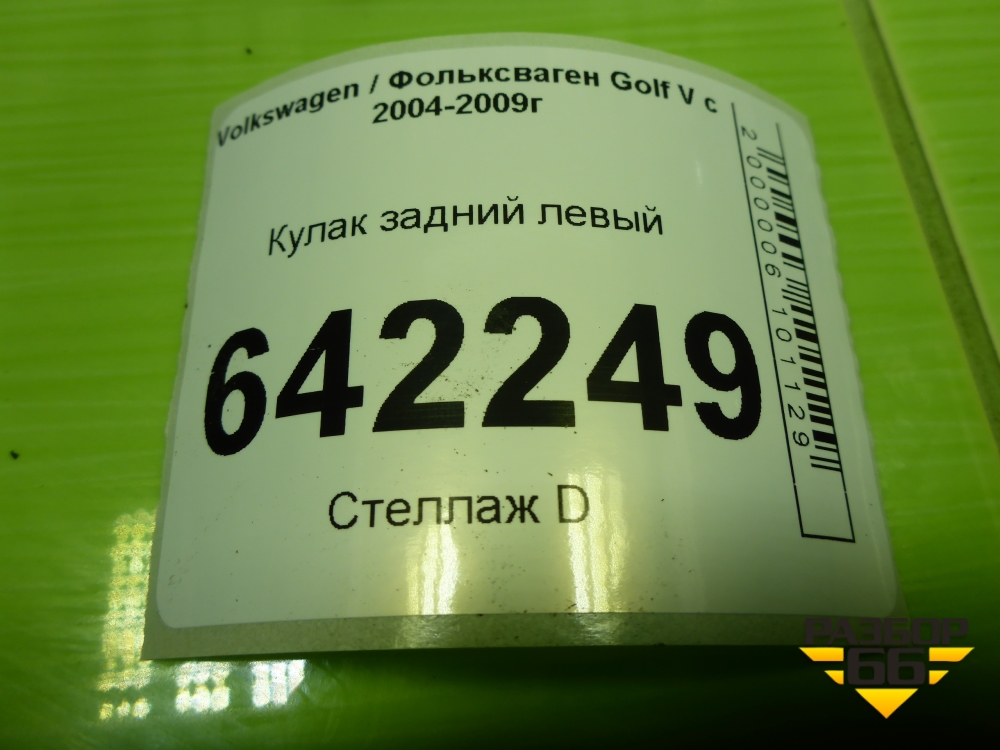 Volkswagen / Фольксваген Golf V с
2004-2009г
Кулак задний левый
642249
Стеллаж D
2000006101129
РАЗБОР
66